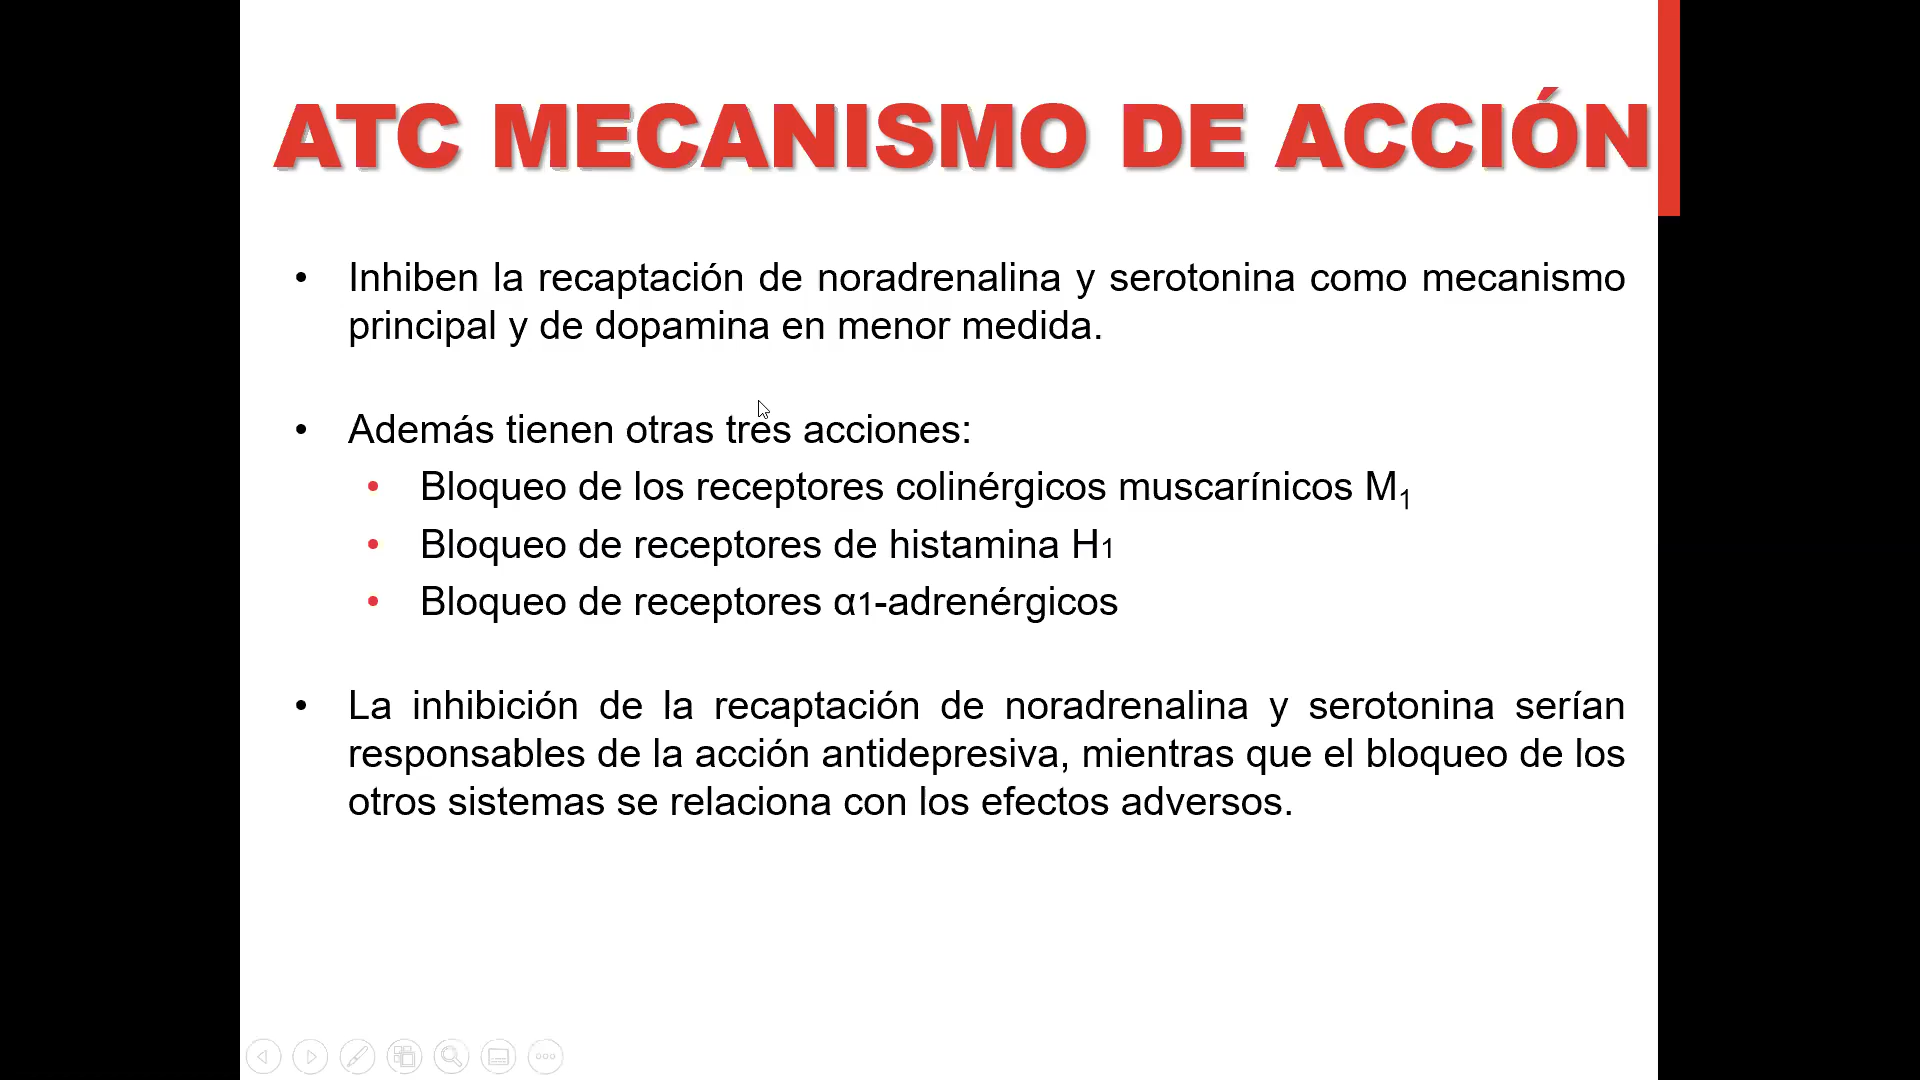 ATC MECANISMO DE ACCIÓN
• Inhiben la recaptación de noradrenalina y serotonina como mecanismo
principal y de dopamina en menor medida.
• Además tienen otras tres acciones:
• Bloqueo de los receptores colinérgicos muscarínicos M₁
• Bloqueo de receptores de histamina H1
• Bloqueo de receptores α1-adrenérgicos
• La inhibición de la recaptación de noradrenalina y serotonina serían
responsables de la acción antidepresiva, mientras que el bloqueo de los
otros sistemas se relaciona con los efectos adversos.